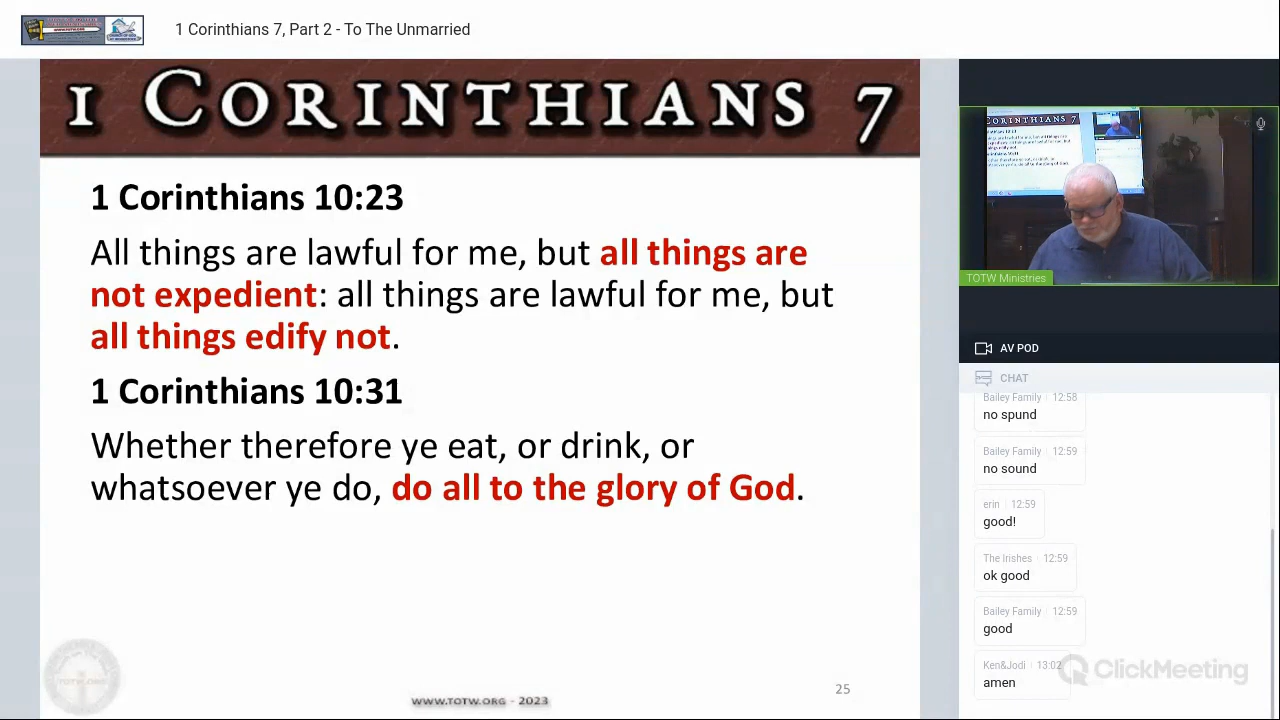 1 Corinthians 7, Part 2 - To The Unmarried
1 CORINTHIANS 7
1 Corinthians 10:23
All things are lawful for me, but all things are
not expedient: all things are lawful for me, but
all things edify not.
1 Corinthians 10:31
Whether therefore ye eat, or drink, or
whatsoever ye do, do all to the glory of God.
WWW.TOTW.ORG - 2023
25
CORINTHIANS 7
TOTW Ministries
AV POD
CHAT
Bailey Family 12:58
no spund
Bailey Family 12:59
no sound
erin 12:59
good!
The Irishes 12:59
ok good
Bailey Family 12:59
good
Ken&Jodi 13:02
amen
ClickMeeting